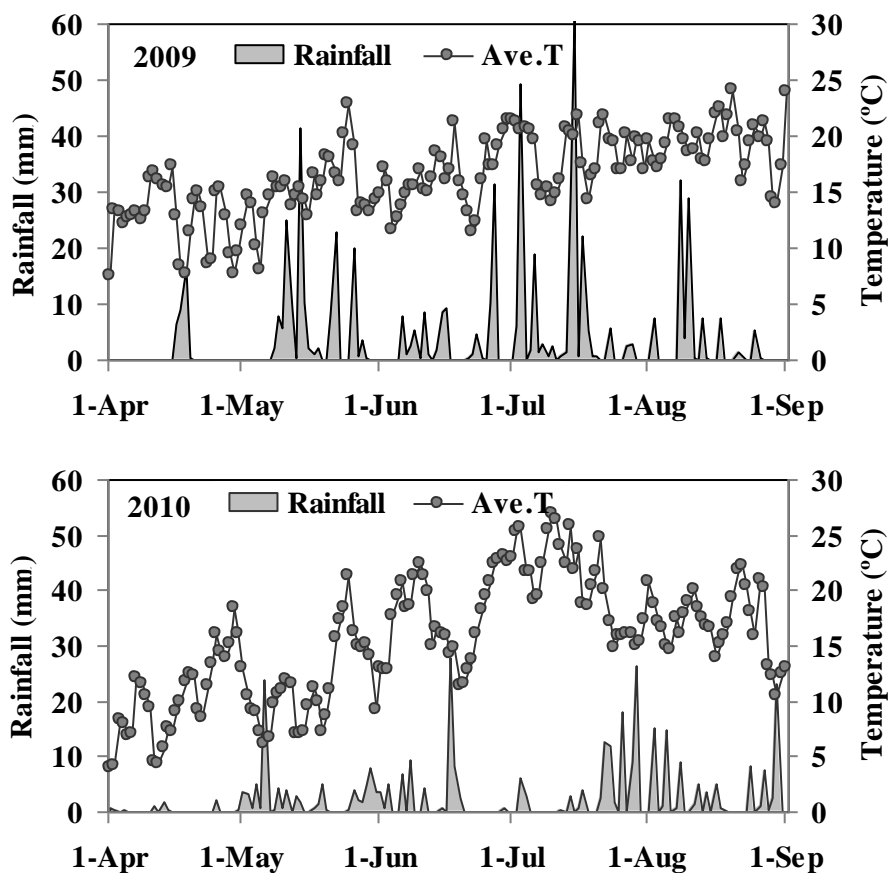 60 30
2009 Rainfall Ave.T
50 25
40 20
30 15
20 10
10 5
0 0
Rainfall (mm)
Temperature (ºC)
1-Apr 1-May 1-Jun 1-Jul 1-Aug 1-Sep
60 30
2010 Rainfall Ave.T
50 25
40 20
30 15
20 10
10 5
0 0
Rainfall (mm)
Temperature (ºC)
1-Apr 1-May 1-Jun 1-Jul 1-Aug 1-Sep